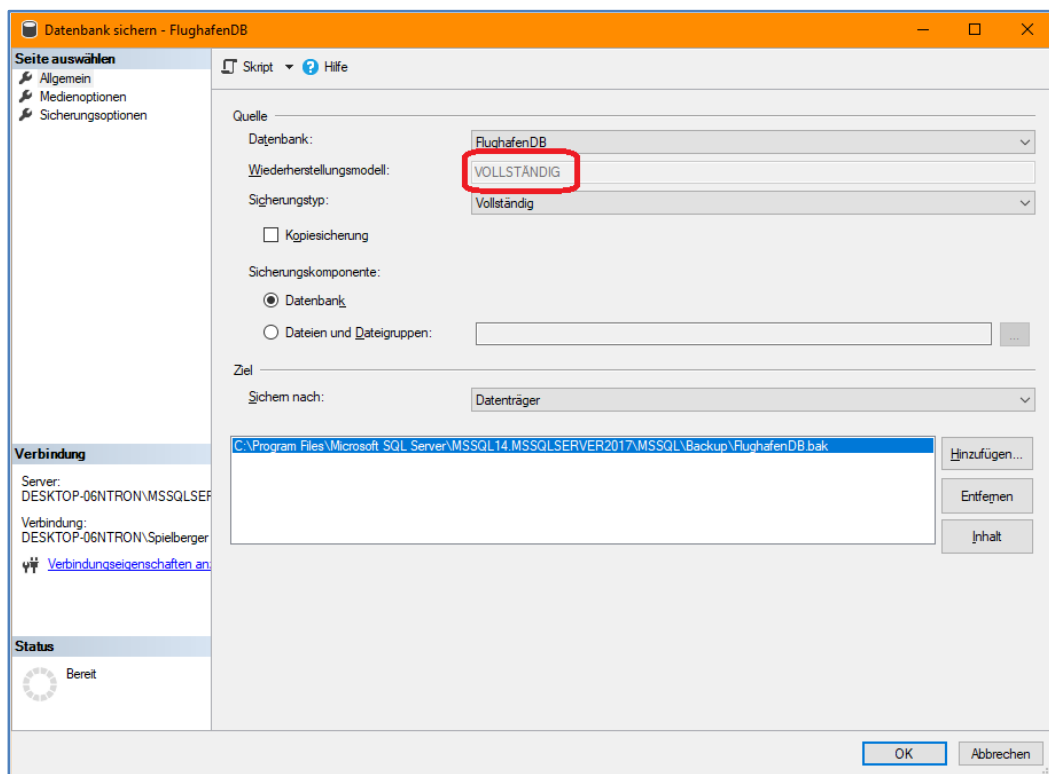 Datenbank sichern - FlughafenDB
Seite auswählen
Allgemein
Medienoptionen
Sicherungsoptionen
Skript
Hilfe
Quelle
Datenbank: FlughafenDB
Wiederherstellungsmodell: VOLLSTÄNDIG
Sicherungstyp: Vollständig
Kopiesicherung
Sicherungskomponente:
Datenbank
Dateien und Dateigruppen: ...
Ziel
Sichern nach: Datenträger
C:\Program Files\Microsoft SQL Server\MSSQL14.MSSQLSERVER2017\MSSQL\Backup\FlughafenDB.bak
Hinzufügen...
Entfernen
Inhalt
Verbindung
Server:
DESKTOP-06NTRON\MSSQLSER
Verbindung:
DESKTOP-06NTRON\Spielberger
Verbindungseigenschaften an
Status
Bereit
OK
Abbrechen